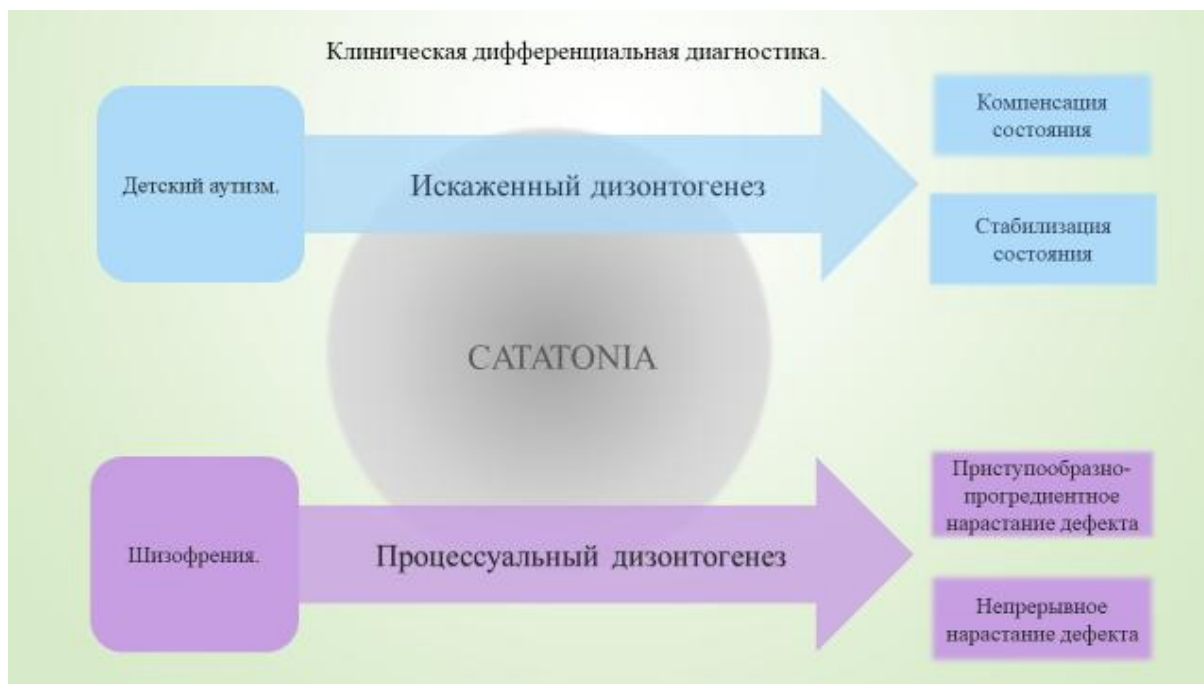 Клиническая дифференциальная диагностика.
Детский аутизм.
Искаженный дизонтогенез
Компенсация
состояния
Стабилизация
состояния
CATATONIA
Шизофрения.
Процессуальный дизонтогенез
Приступообразно-
прогредиентное
нарастание дефекта
Непрерывное
нарастание дефекта